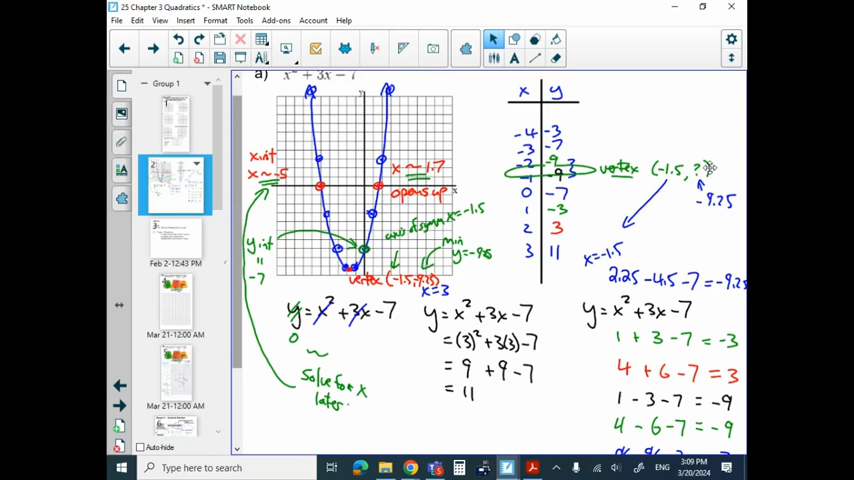 25 Chapter 3 Quadratics * - SMART Notebook
File Edit View Insert Format Tools Add-ons Account Help
Group 1
Feb 2-12:43 PM
Mar 21-12:00 AM
Mar 21-12:00 AM
Auto-hide
a) x² + 3x - 7
y
x
x int
x ~ -5
x ~ 1.7
opens up
axis of symm x=-1.5
y int
=
-7
min
y=-9.25
vertex (-1.5,-9.25)
x y
-4 -3
-3 -7
-2 -9
-1 -9
0 -7
1 -3
2 3
3 11
vertex (-1.5, ?)
-9.25
x=-1.5
2.25 -4.5 -7 = -9.25
y = x² + 3x - 7
0
Solve for x
later.
x=3
y = x² + 3x - 7
= (3)² + 3(3) - 7
= 9 + 9 - 7
= 11
y = x² + 3x - 7
1 + 3 - 7 = -3
4 + 6 - 7 = 3
1 - 3 - 7 = -9
4 - 6 - 7 = -9
Type here to search
ENG
3:09 PM
3/20/2024